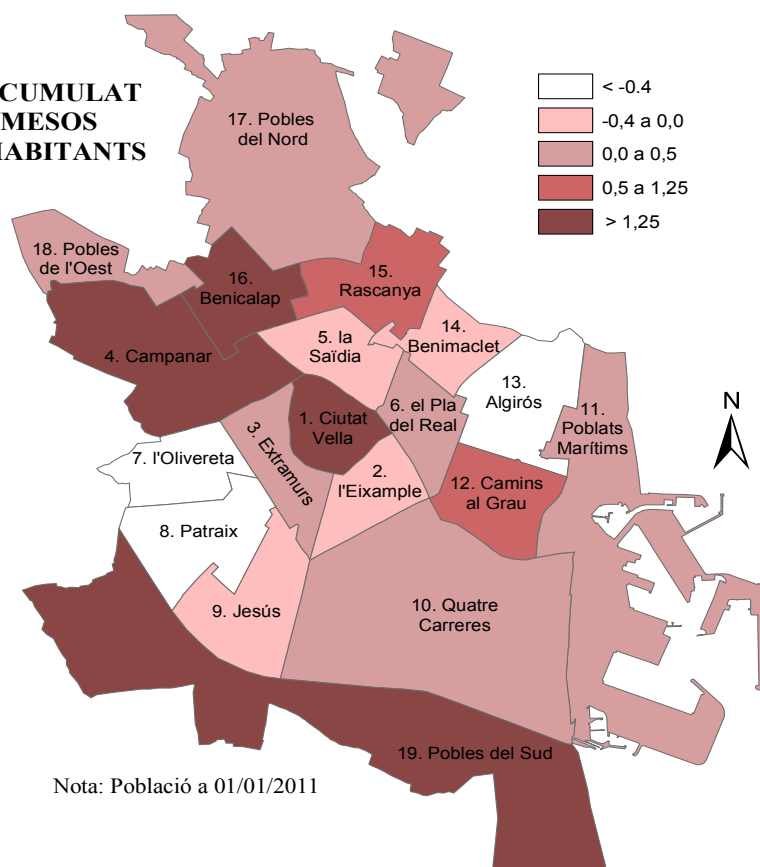 CUMULAT
MESOS
HABITANTS
< -0.4
-0,4 a 0,0
0,0 a 0,5
0,5 a 1,25
> 1,25
17. Pobles
del Nord
18. Pobles
de l'Oest
16.
Benicalap
15.
Rascanya
14.
Benimaclet
5. la
Saïdia
4. Campanar
13.
Algirós
6. el Pla
del Real
11.
Poblats
Marítims
N
1. Ciutat
Vella
3. Extramurs
7. l'Olivereta
2.
l'Eixample
12. Camins
al Grau
8. Patraix
9. Jesús
10. Quatre
Carreres
19. Pobles del Sud
Nota: Població a 01/01/2011